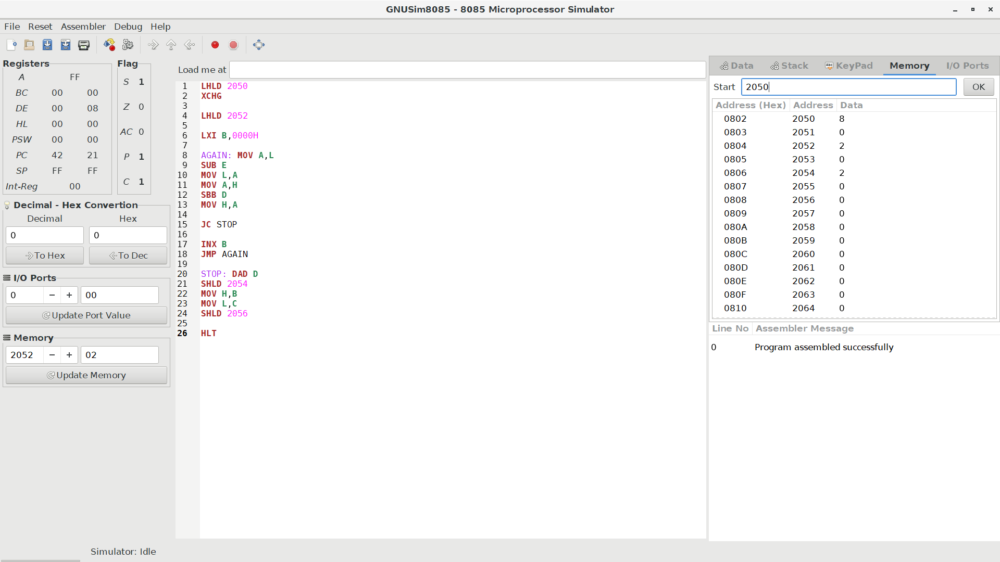 GNUSim8085 - 8085 Microprocessor Simulator
File Reset Assembler Debug Help
Registers
A FF
BC 00 00
DE 00 08
HL 00 00
PSW 00 00
PC 42 21
SP FF FF
Int-Reg 00
Flag
S 1
Z 0
AC 0
P 1
C 1
Decimal - Hex Convertion
Decimal Hex
0 0
To Hex To Dec
I/O Ports
0 − + 00
Update Port Value
Memory
2052 − + 02
Update Memory
Load me at
1 LHLD 2050
2 XCHG
3
4 LHLD 2052
5
6 LXI B,0000H
7
8 AGAIN: MOV A,L
9 SUB E
10 MOV L,A
11 MOV A,H
12 SBB D
13 MOV H,A
14
15 JC STOP
16
17 INX B
18 JMP AGAIN
19
20 STOP: DAD D
21 SHLD 2054
22 MOV H,B
23 MOV L,C
24 SHLD 2056
25
26 HLT
Data Stack Abc KeyPad Memory I/O Ports
Start 2050 OK
Address (Hex) Address Data
0802 2050 8
0803 2051 0
0804 2052 2
0805 2053 0
0806 2054 2
0807 2055 0
0808 2056 0
0809 2057 0
080A 2058 0
080B 2059 0
080C 2060 0
080D 2061 0
080E 2062 0
080F 2063 0
0810 2064 0
Line No Assembler Message
0 Program assembled successfully
Simulator: Idle